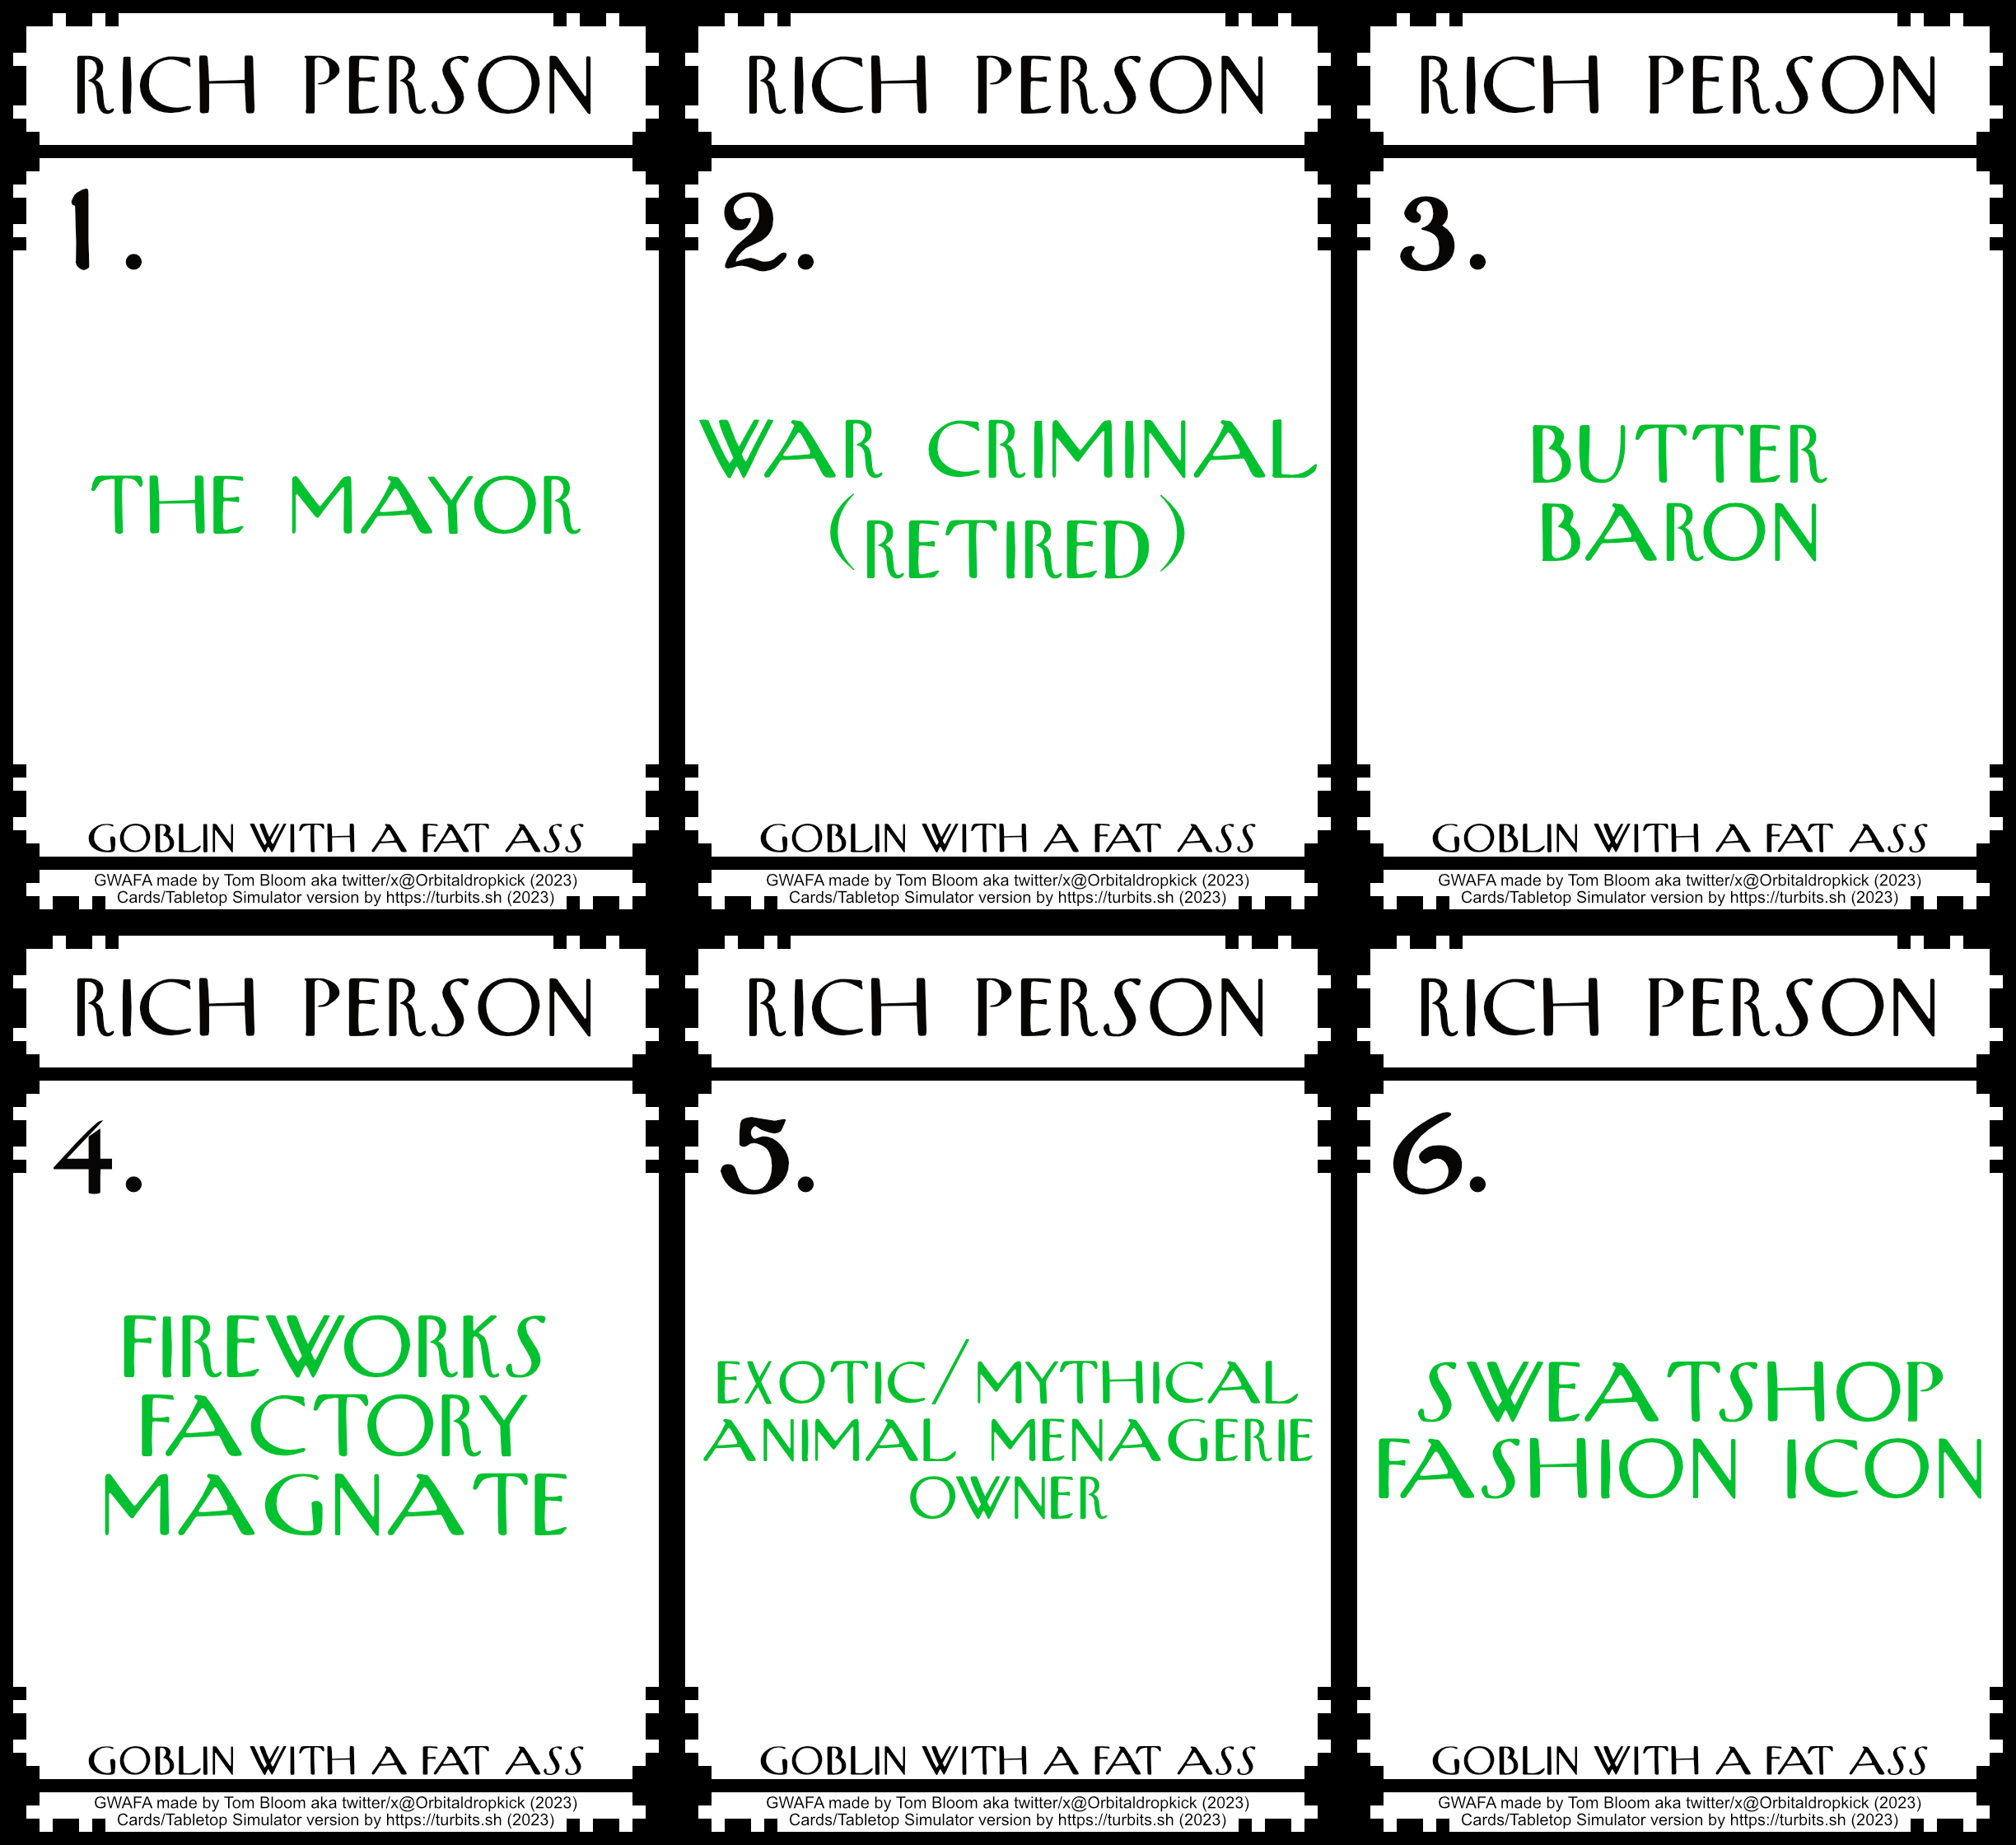 RICH PERSON
1.
THE MAYOR
GOBLIN WITH A FAT ASS
GWAFA made by Tom Bloom aka twitter/x@Orbitaldropkick (2023)
Cards/Tabletop Simulator version by https://turbits.sh (2023)
RICH PERSON
2.
WAR CRIMINAL
(RETIRED)
GOBLIN WITH A FAT ASS
GWAFA made by Tom Bloom aka twitter/x@Orbitaldropkick (2023)
Cards/Tabletop Simulator version by https://turbits.sh (2023)
RICH PERSON
3.
BUTTER
BARON
GOBLIN WITH A FAT ASS
GWAFA made by Tom Bloom aka twitter/x@Orbitaldropkick (2023)
Cards/Tabletop Simulator version by https://turbits.sh (2023)
RICH PERSON
4.
FIREWORKS
FACTORY
MAGNATE
GOBLIN WITH A FAT ASS
GWAFA made by Tom Bloom aka twitter/x@Orbitaldropkick (2023)
Cards/Tabletop Simulator version by https://turbits.sh (2023)
RICH PERSON
5.
EXOTIC/MYTHICAL
ANIMAL MENAGERIE
OWNER
GOBLIN WITH A FAT ASS
GWAFA made by Tom Bloom aka twitter/x@Orbitaldropkick (2023)
Cards/Tabletop Simulator version by https://turbits.sh (2023)
RICH PERSON
6.
SWEATSHOP
FASHION ICON
GOBLIN WITH A FAT ASS
GWAFA made by Tom Bloom aka twitter/x@Orbitaldropkick (2023)
Cards/Tabletop Simulator version by https://turbits.sh (2023)